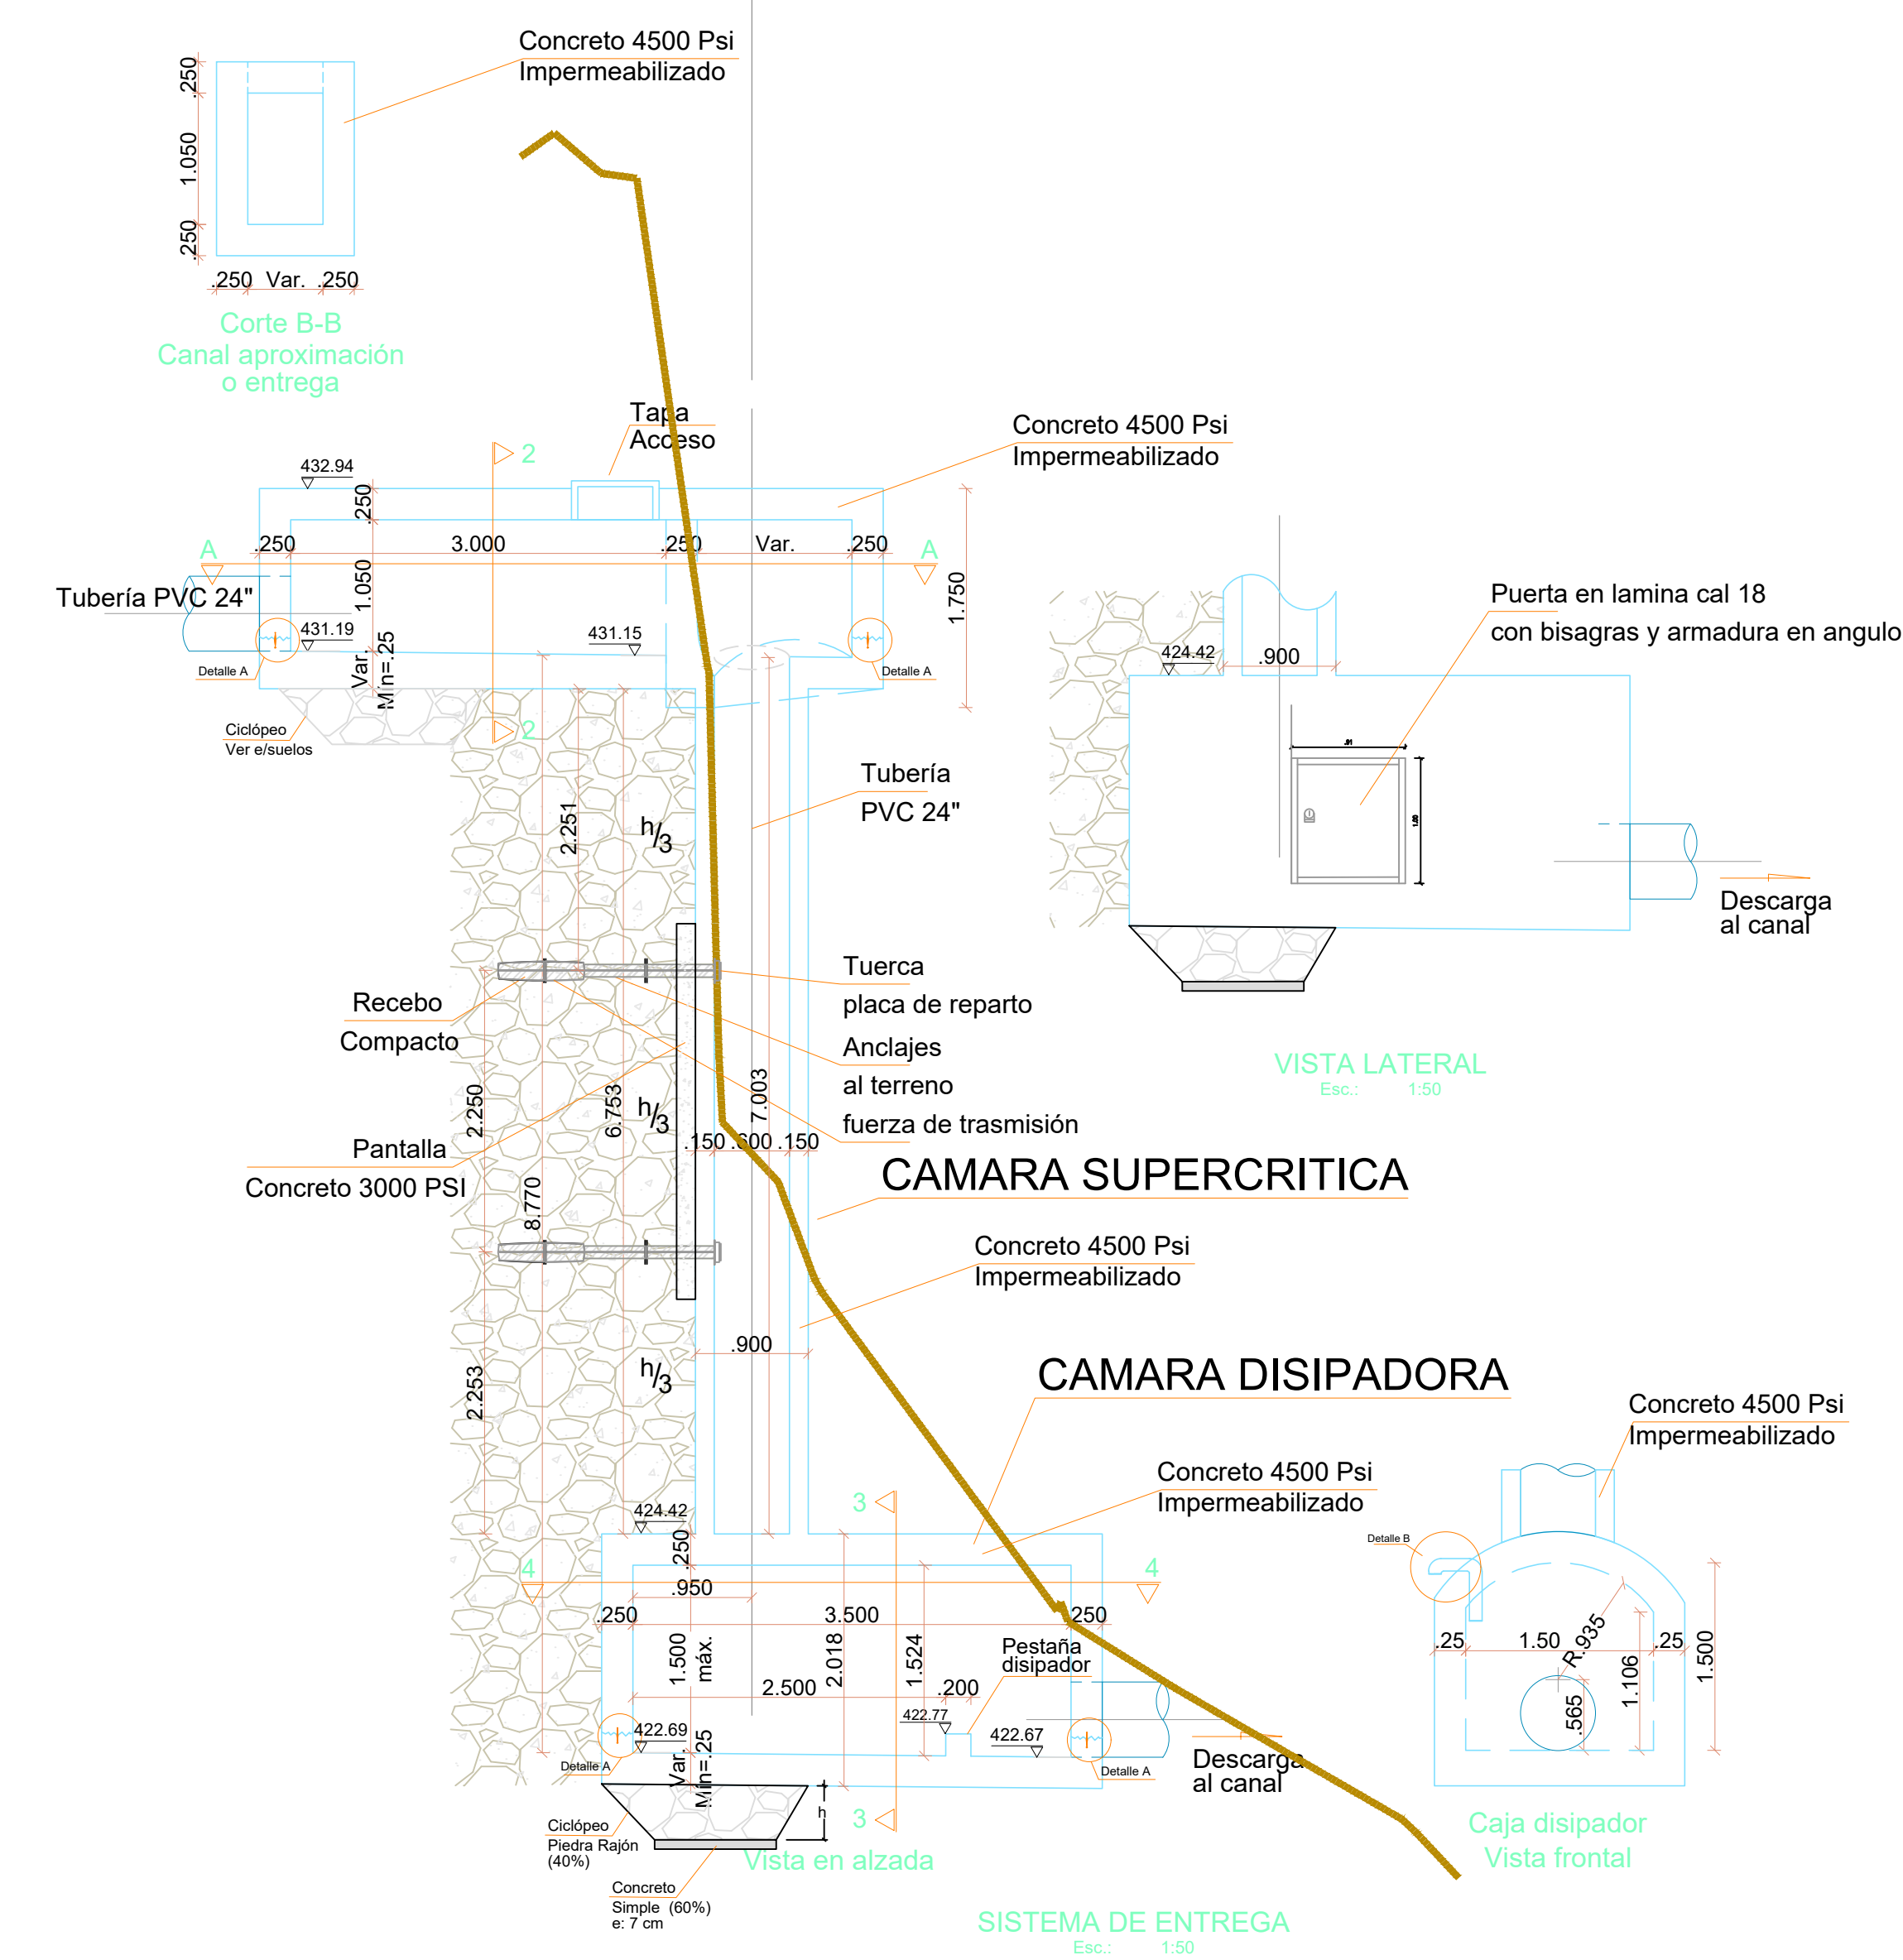 Concreto 4500 Psi
Impermeabilizado
.250
1.050
.250
.250 Var. .250
Corte B-B
Canal aproximación
o entrega
Tapa
Acceso
Concreto 4500 Psi
Impermeabilizado
2
432.94
.250
A
.250
3.000
.250
Var.
.250
A
1.050
1.750
Tubería PVC 24"
431.19
431.15
Detalle A
Var.
Mín=.25
Detalle A
2
Ciclópeo
Ver e/suelos
2.251
h/3
Tubería
PVC 24"
Puerta en lamina cal 18
con bisagras y armadura en angulo
424.42
.900
.91
1.00
Descarga
al canal
VISTA LATERAL
Esc.: 1:50
Recebo
Compacto
Tuerca
placa de reparto
Anclajes
al terreno
fuerza de trasmisión
2.250
6.753
h/3
7.003
.150 .600 .150
Pantalla
Concreto 3000 PSI
8.770
CAMARA SUPERCRITICA
Concreto 4500 Psi
Impermeabilizado
.900
h/3
2.253
CAMARA DISIPADORA
Concreto 4500 Psi
Impermeabilizado
Concreto 4500 Psi
Impermeabilizado
3
424.42
.250
4
.950
4
.250
3.500
.250
1.500
máx.
2.018
1.524
Pestaña
disipador
2.500
.200
422.77
422.69
422.67
Detalle A
Var.
Mín=.25
Detalle A
Descarga
al canal
h
3
Ciclópeo
Piedra Rajón
(40%)
Concreto
Simple (60%)
e: 7 cm
Vista en alzada
Detalle B
.25
1.50
.25
R.935
1.106
1.500
.565
Caja disipador
Vista frontal
SISTEMA DE ENTREGA
Esc.: 1:50